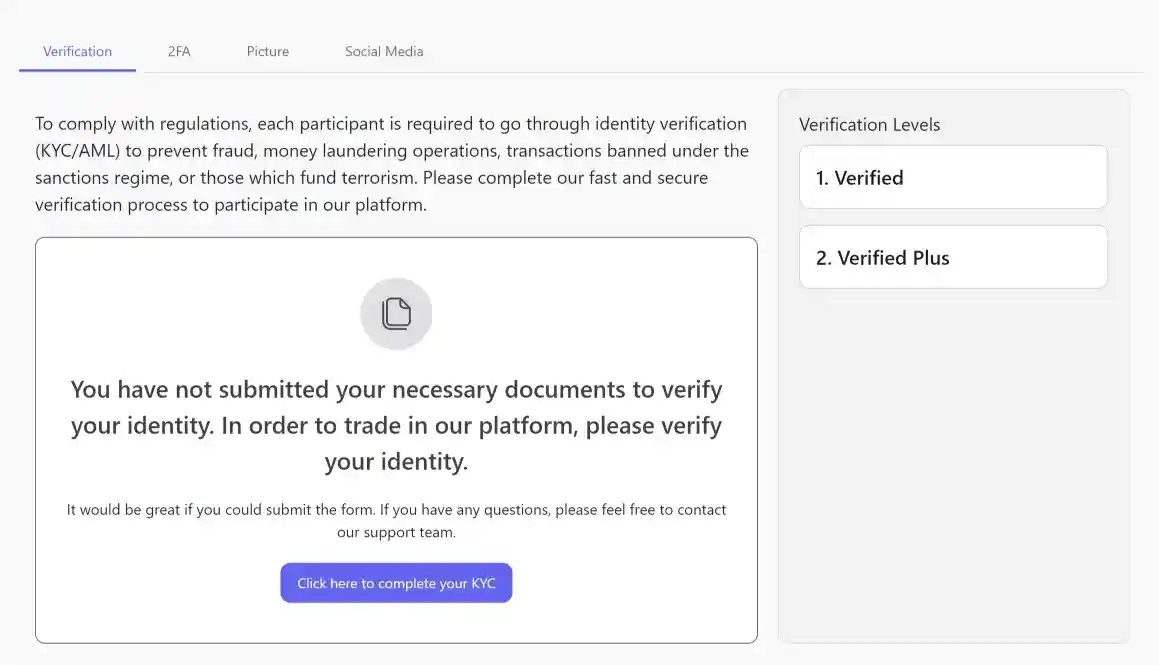 Verification
2FA
Picture
Social Media
To comply with regulations, each participant is required to go through identity verification
(KYC/AML) to prevent fraud, money laundering operations, transactions banned under the
sanctions regime, or those which fund terrorism. Please complete our fast and secure
verification process to participate in our platform.
You have not submitted your necessary documents to verify
your identity. In order to trade in our platform, please verify
your identity.
It would be great if you could submit the form. If you have any questions, please feel free to contact
our support team.
Click here to complete your KYC
Verification Levels
1. Verified
2. Verified Plus